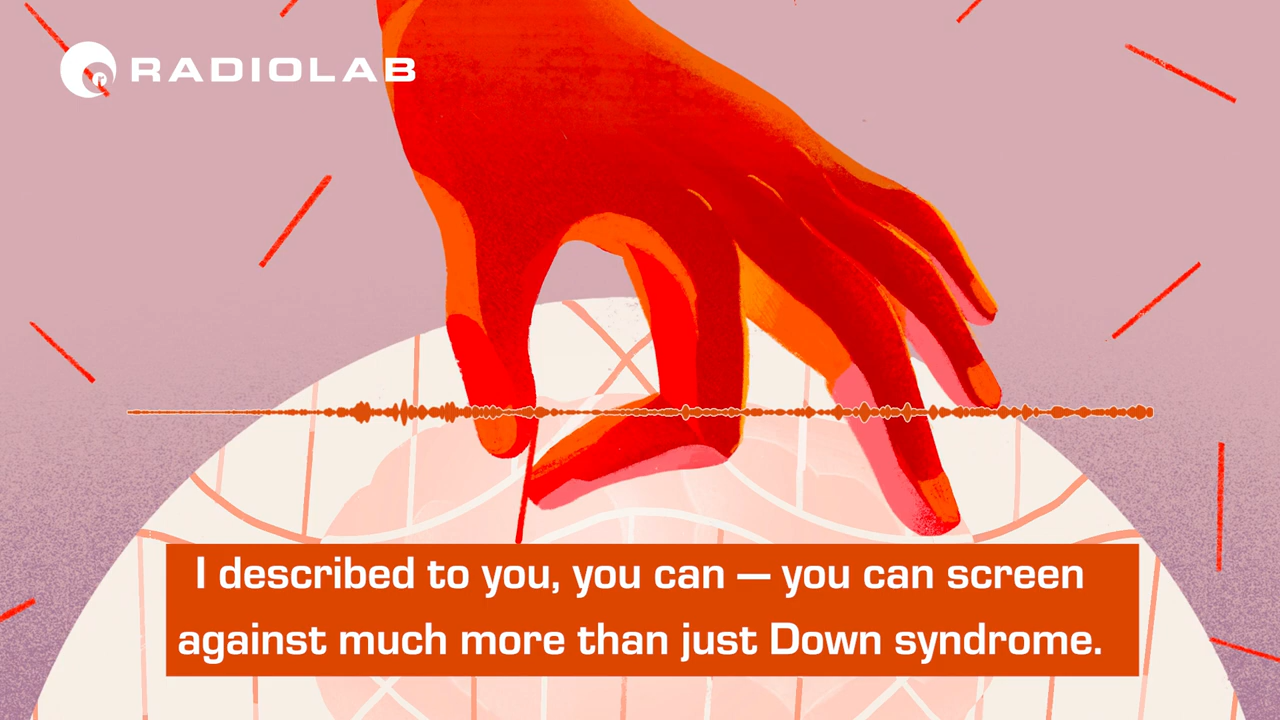 RADIOLAB
I described to you, you can — you can screen
against much more than just Down syndrome.